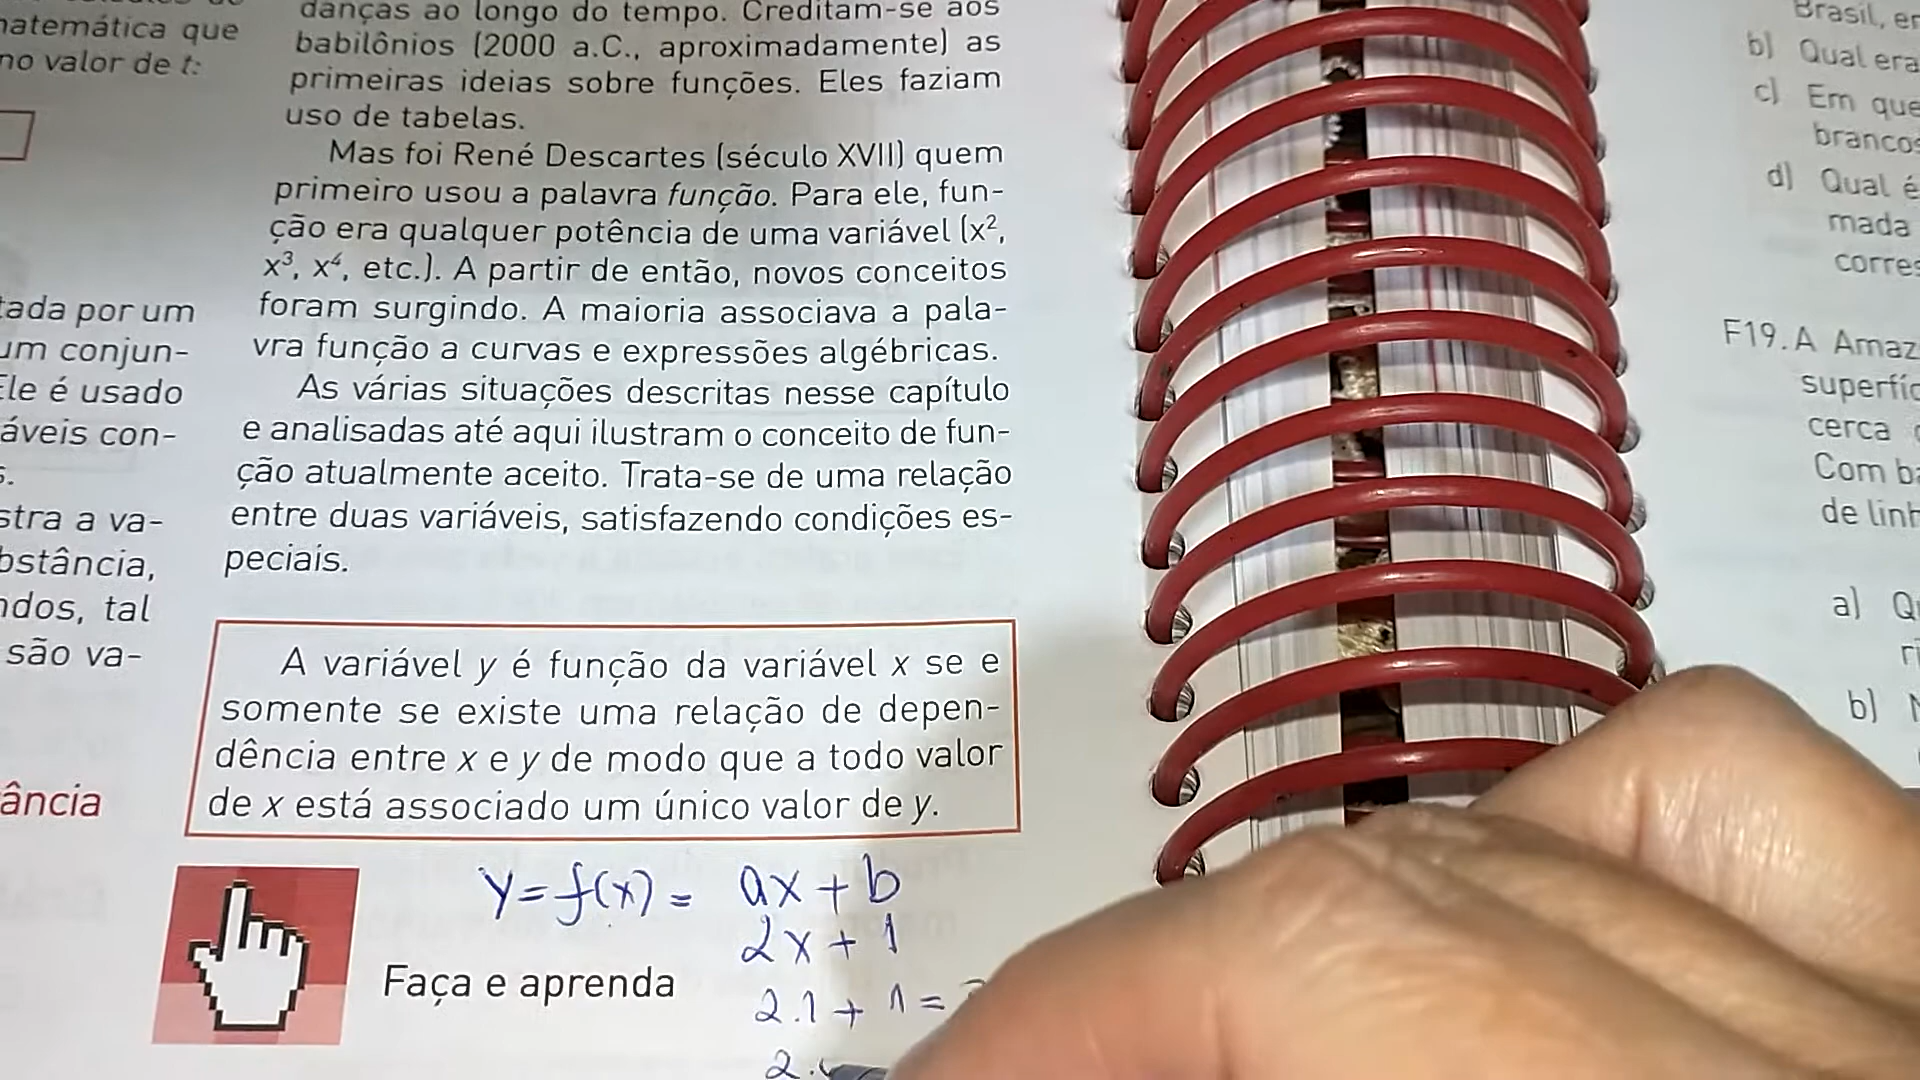 matemática que
no valor de t:
tada por um
um conjun-
Ele é usado
áveis con-
s.
stra a va-
bstância,
ndos, tal
são va-
ância
danças ao longo do tempo. Creditam-se aos
babilônios (2000 a.C., aproximadamente) as
primeiras ideias sobre funções. Eles faziam
uso de tabelas.
Mas foi René Descartes (século XVII) quem
primeiro usou a palavra função. Para ele, fun-
ção era qualquer potência de uma variável (x²,
x³, x⁴, etc.). A partir de então, novos conceitos
foram surgindo. A maioria associava a pala-
vra função a curvas e expressões algébricas.
As várias situações descritas nesse capítulo
e analisadas até aqui ilustram o conceito de fun-
ção atualmente aceito. Trata-se de uma relação
entre duas variáveis, satisfazendo condições es-
peciais.
A variável y é função da variável x se e
somente se existe uma relação de depen-
dência entre x e y de modo que a todo valor
de x está associado um único valor de y.
y = f(x) = ax + b
2x + 1
Faça e aprenda
2.1 + 1 =
2.
Brasil, er
b) Qual era
c) Em que
brancos
d) Qual é
mada
corres
F19. A Amaz
superfíc
cerca
Com ba
de linh
a) Qu
ri
b)